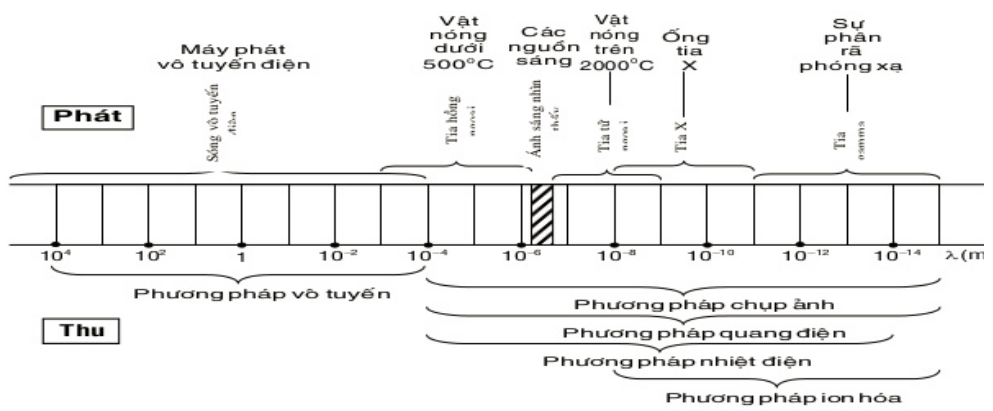 Máy phát
vô tuyến điện
Vật
nóng
dưới
500°C
Các
nguồn
sáng
Vật
nóng
trên
2000°C
Ống
tia
X
Sự
phân
rã
phóng xạ
Phát
Sóng vô tuyến
Tia hồng
Ánh sáng nhìn
Tia tử
Tia X
Tia
10⁴ 10² 1 10⁻² 10⁻⁴ 10⁻⁶ 10⁻⁸ 10⁻¹⁰ 10⁻¹² 10⁻¹⁴ λ(m
Phương pháp vô tuyến
Phương pháp chụp ảnh
Thu
Phương pháp quang điện
Phương pháp nhiệt điện
Phương pháp ion hóa